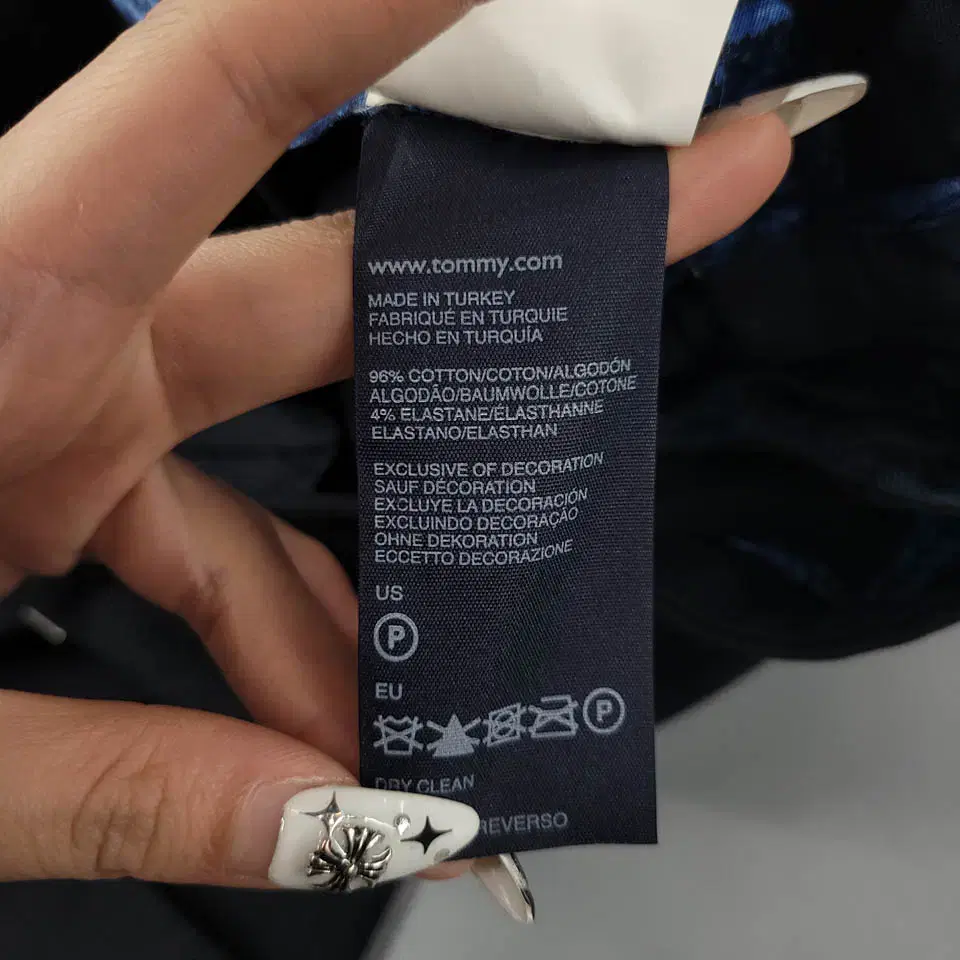 www.tommy.com
MADE IN TURKEY
FABRIQUÉ EN TURQUIE
HECHO EN TURQUÍA
96% COTTON/COTON/ALGODÓN
ALGODÃO/BAUMWOLLE/COTONE
4% ELASTANE/ÉLASTHANNE
ELASTANO/ELASTHAN
EXCLUSIVE OF DECORATION
SAUF DÉCORATION
EXCLUYE LA DECORACIÓN
EXCLUINDO DECORAÇÃO
OHNE DEKORATION
ECCETTO DECORAZIONE
US
P
EU
P
DRY CLEAN
REVERSO